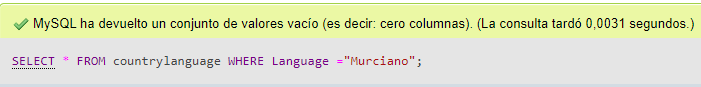 MySQL ha devuelto un conjunto de valores vacío (es decir: cero columnas). (La consulta tardó 0,0031 segundos.)
SELECT * FROM countrylanguage WHERE Language ="Murciano";